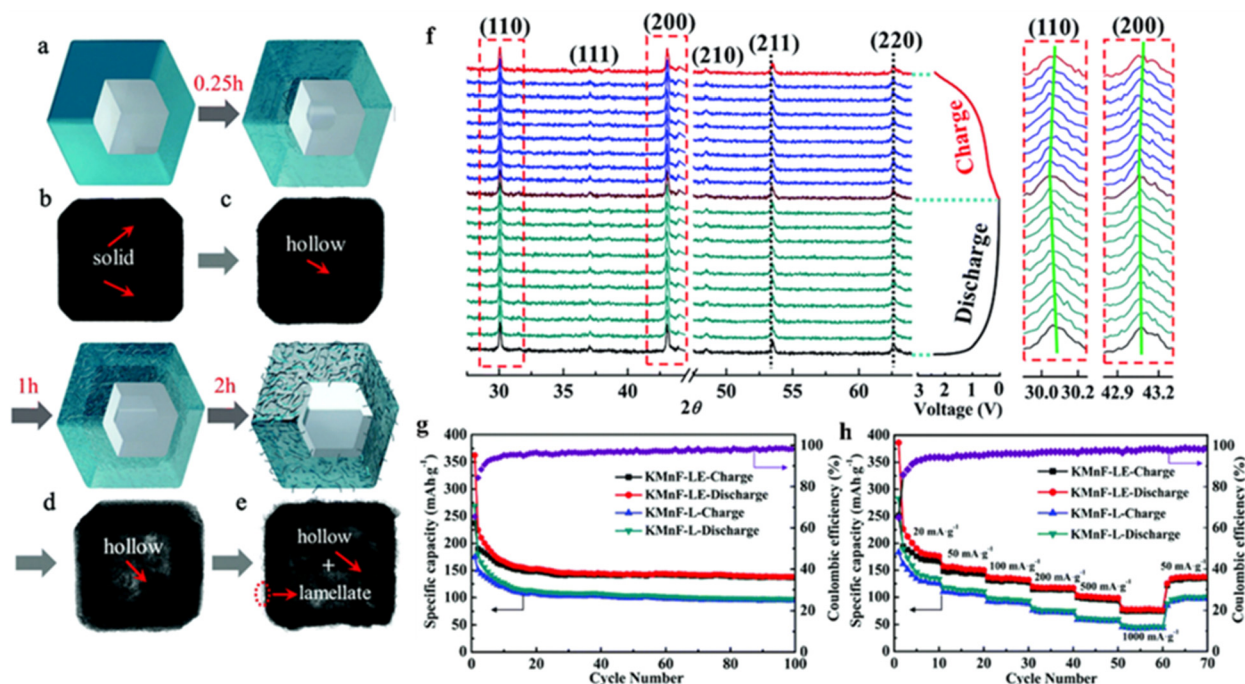 a
0.25h
b
c
solid
hollow
1h
2h
d
e
hollow
hollow
+
lamellate
f
(110)
(111)
(200)
(210)
(211)
(220)
(110)
(200)
Charge
Discharge
30
35
40
50
55
60
3
2
1
0
30.0
30.2
42.9
43.2
2θ
Voltage (V)
g
400
350
300
250
200
150
100
50
0
Specific capacity (mAh g⁻¹)
KMnF-LE-Charge
KMnF-LE-Discharge
KMnF-L-Charge
KMnF-L-Discharge
100
80
60
40
20
0
Coulombic efficiency (%)
0
20
40
60
80
100
Cycle Number
h
400
350
300
250
200
150
100
50
0
Specific capacity (mAh g⁻¹)
KMnF-LE-Charge
KMnF-LE-Discharge
KMnF-L-Charge
KMnF-L-Discharge
20 mA·g⁻¹
50 mA·g⁻¹
100 mA·g⁻¹
200 mA·g⁻¹
500 mA·g⁻¹
1000 mA·g⁻¹
50 mA·g⁻¹
100
80
60
40
20
0
Coulombic efficiency (%)
0
10
20
30
40
50
60
70
Cycle Number